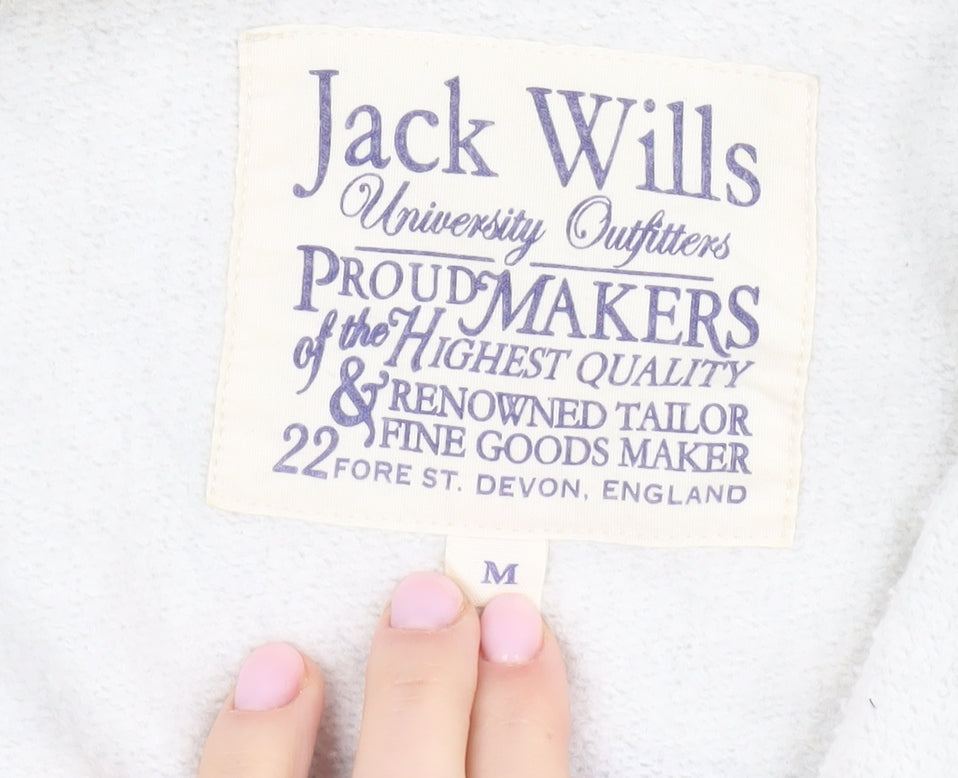 Jack Wills
University Outfitters
PROUD MAKERS
of the HIGHEST QUALITY
& RENOWNED TAILOR
FINE GOODS MAKER
22 FORE ST. DEVON, ENGLAND
M